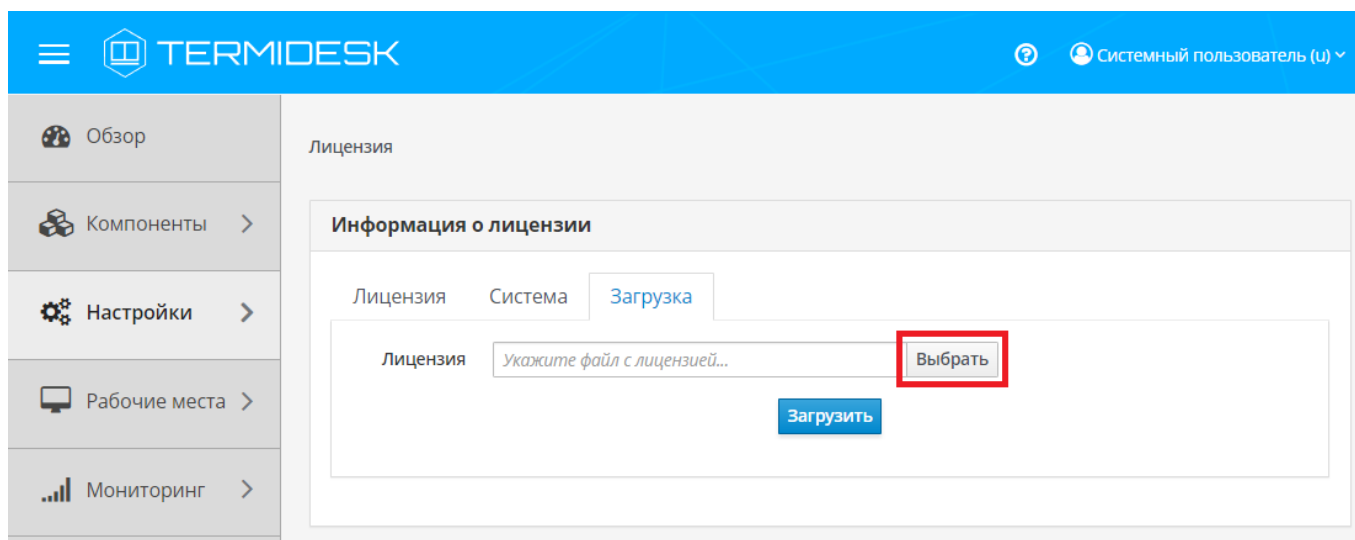 TERMIDESK
Системный пользователь (u)
Обзор
Лицензия
Компоненты
Информация о лицензии
Настройки
Лицензия Система Загрузка
Лицензия Укажите файл с лицензией... Выбрать
Рабочие места
Загрузить
Мониторинг